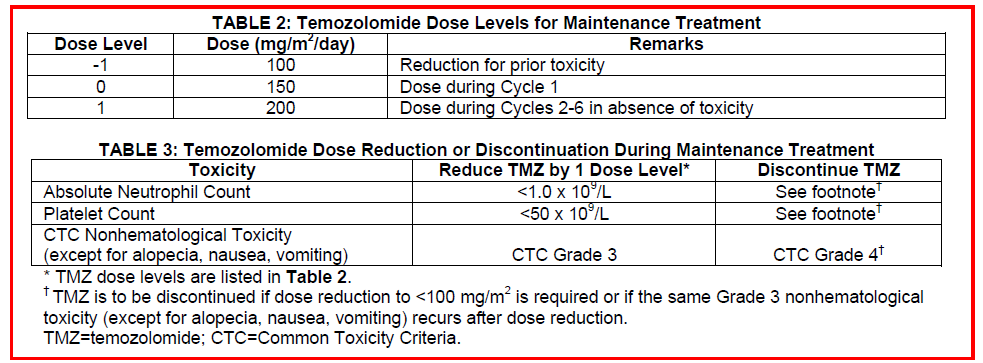 TABLE 2: Temozolomide Dose Levels for Maintenance Treatment
Dose Level Dose (mg/m²/day) Remarks
-1 100 Reduction for prior toxicity
0 150 Dose during Cycle 1
1 200 Dose during Cycles 2-6 in absence of toxicity
TABLE 3: Temozolomide Dose Reduction or Discontinuation During Maintenance Treatment
Toxicity Reduce TMZ by 1 Dose Level* Discontinue TMZ
Absolute Neutrophil Count <1.0 x 10⁹/L See footnote†
Platelet Count <50 x 10⁹/L See footnote†
CTC Nonhematological Toxicity
(except for alopecia, nausea, vomiting) CTC Grade 3 CTC Grade 4†
* TMZ dose levels are listed in Table 2.
† TMZ is to be discontinued if dose reduction to <100 mg/m² is required or if the same Grade 3 nonhematological
toxicity (except for alopecia, nausea, vomiting) recurs after dose reduction.
TMZ=temozolomide; CTC=Common Toxicity Criteria.